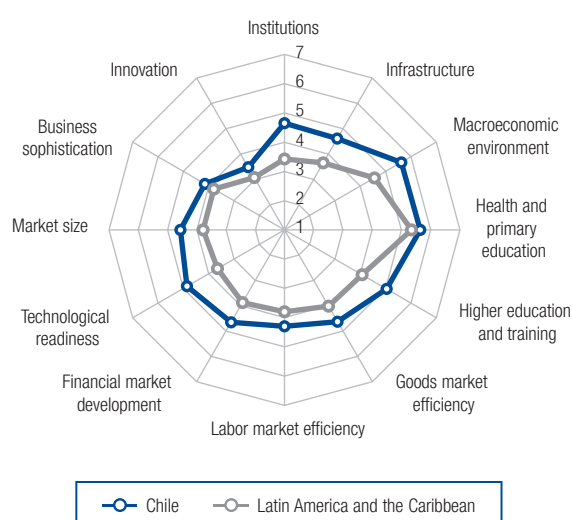 Institutions
7
6
5
4
3
2
1
Infrastructure
Macroeconomic
environment
Health and
primary
education
Higher education
and training
Goods market
efficiency
Labor market efficiency
Financial market
development
Technological
readiness
Market size
Business
sophistication
Innovation
Chile
Latin America and the Caribbean